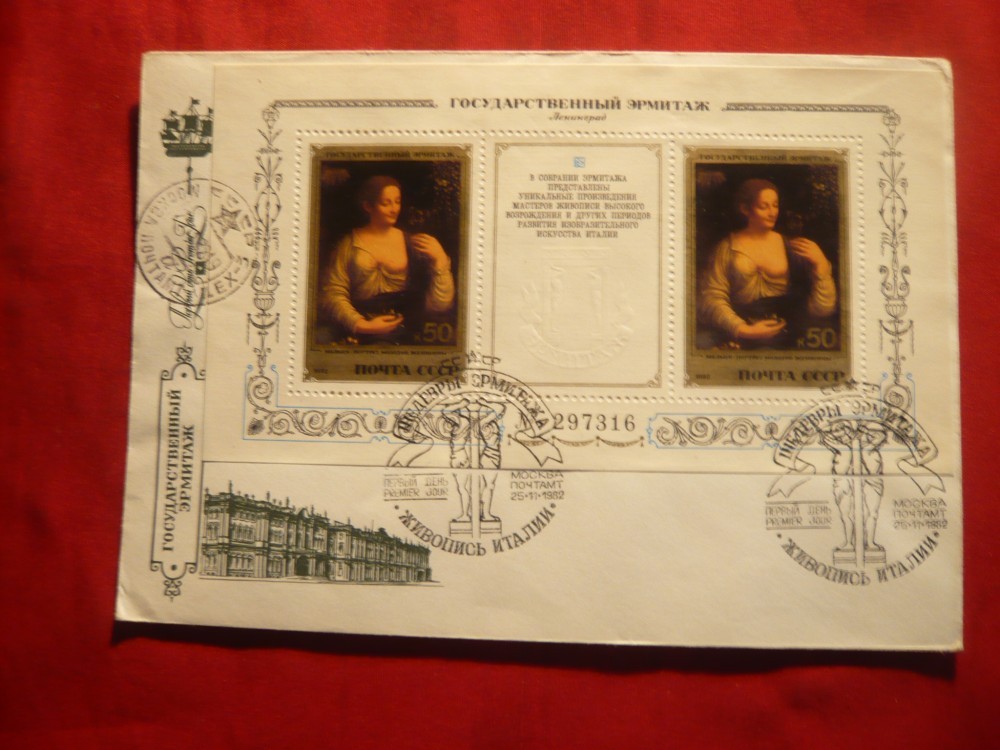 ГОСУДАРСТВЕННЫЙ ЭРМИТАЖ
Ленинград
ГОСУДАРСТВЕННЫЙ ЭРМИТАЖ
К50
ПОЧТА СССР
В СОБРАНИИ ЭРМИТАЖА
ПРЕДСТАВЛЕНЫ
УНИКАЛЬНЫЕ ПРОИЗВЕДЕНИЯ
МАСТЕРОВ ЖИВОПИСИ ВЫСОКОГО
ВОЗРОЖДЕНИЯ И ДРУГИХ ПЕРИОДОВ
РАЗВИТИЯ ИЗОБРАЗИТЕЛЬНОГО
ИСКУССТВА ИТАЛИИ
ГОСУДАРСТВЕННЫЙ ЭРМИТАЖ
К50
ПОЧТА СССР
297316
ГОСУДАРСТВЕННЫЙ
ЭРМИТАЖ
ШЕДЕВРЫ ЭРМИТАЖА
ПЕРВЫЙ ДЕНЬ
PREMIER JOUR
МОСКВА
ПОЧТАМТ
25•11•1982
• ЖИВОПИСЬ ИТАЛИИ •
ШЕДЕВРЫ ЭРМИТАЖА
ПЕРВЫЙ ДЕНЬ
PREMIER JOUR
МОСКВА
ПОЧТАМТ
25•11•1982
• ЖИВОПИСЬ ИТАЛИИ •